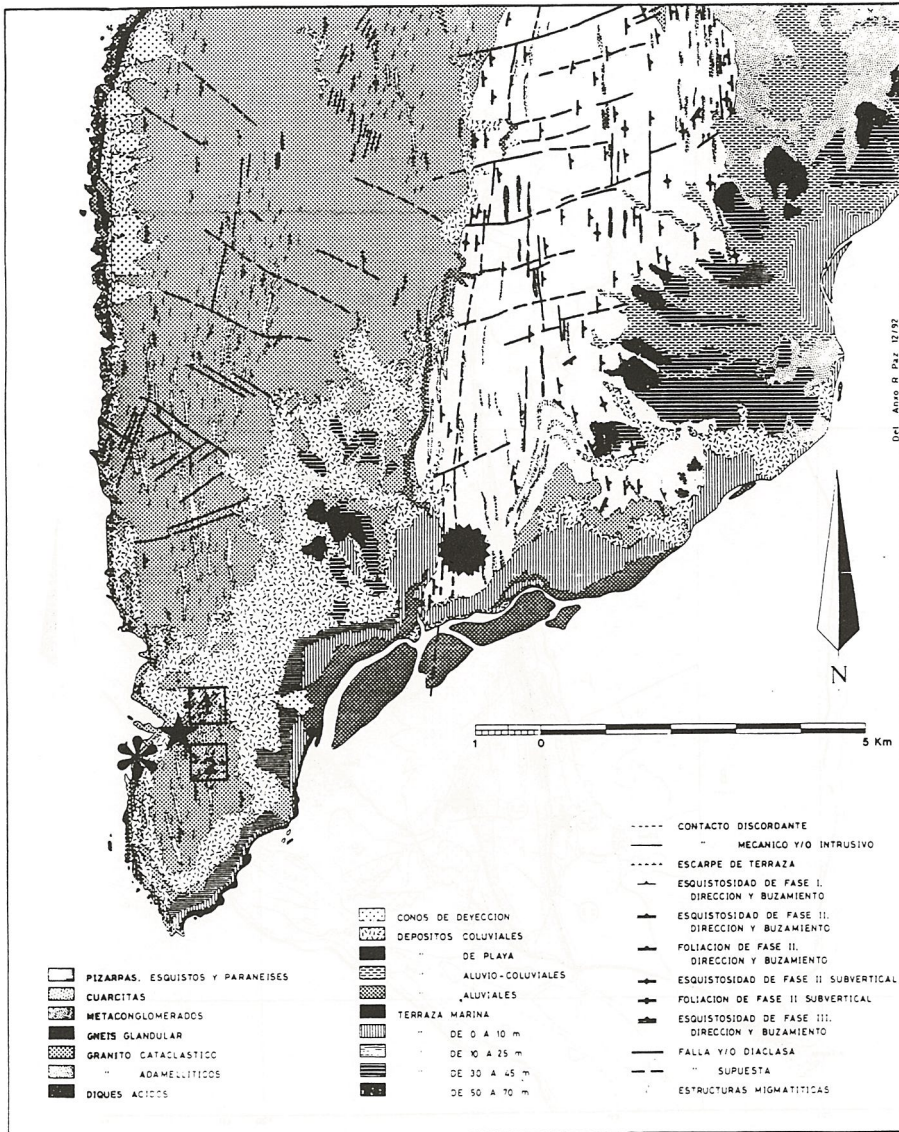 Del Anxo R Paz 12/92
N
1 0 5 Km
PIZARRAS, ESQUISTOS Y PARANEISES
CUARCITAS
METACONGLOMERADOS
GNEIS GLANDULAR
GRANITO CATACLASTICO
" ADAMELLITICOS
DIQUES ACIDOS
CONOS DE DEYECCION
DEPOSITOS COLUVIALES
" DE PLAYA
" ALUVIO-COLUVIALES
" ALUVIALES
TERRAZA MARINA
" DE 0 A 10 m
" DE 10 A 25 m
" DE 30 A 45 m
" DE 50 A 70 m
CONTACTO DISCORDANTE
" MECANICO Y/O INTRUSIVO
ESCARPE DE TERRAZA
ESQUISTOSIDAD DE FASE I.
DIRECCION Y BUZAMIENTO
ESQUISTOSIDAD DE FASE II.
DIRECCION Y BUZAMIENTO
FOLIACION DE FASE II.
DIRECCION Y BUZAMIENTO
ESQUISTOSIDAD DE FASE II SUBVERTICAL
FOLIACION DE FASE II SUBVERTICAL
ESQUISTOSIDAD DE FASE III.
DIRECCION Y BUZAMIENTO
FALLA Y/O DIACLASA
" SUPUESTA
ESTRUCTURAS MIGMATITICAS